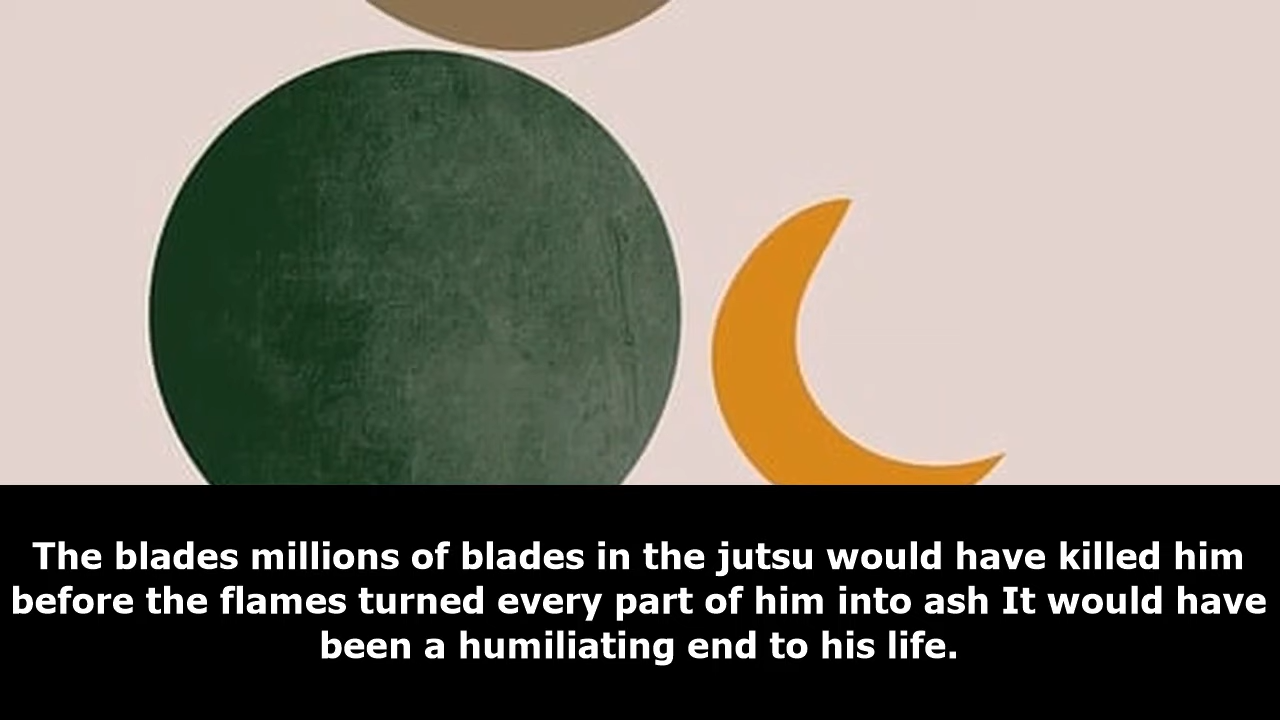 The blades millions of blades in the jutsu would have killed him
before the flames turned every part of him into ash It would have
been a humiliating end to his life.